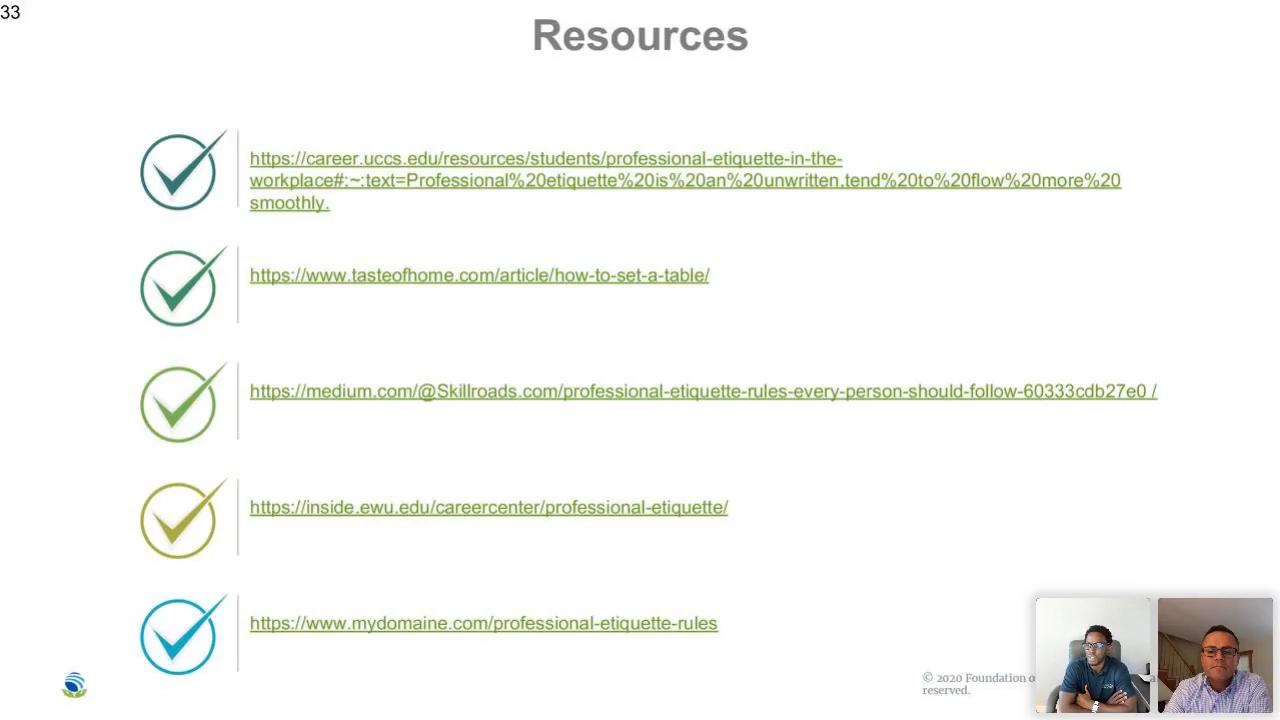 33
Resources
https://career.uccs.edu/resources/students/professional-etiquette-in-the-
workplace#:~:text=Professional%20etiquette%20is%20an%20unwritten,tend%20to%20flow%20more%20
smoothly.
https://www.tasteofhome.com/article/how-to-set-a-table/
https://medium.com/@Skillroads.com/professional-etiquette-rules-every-person-should-follow-60333cdb27e0 /
https://inside.ewu.edu/careercenter/professional-etiquette/
https://www.mydomaine.com/professional-etiquette-rules
© 2020 Foundation
reserved.